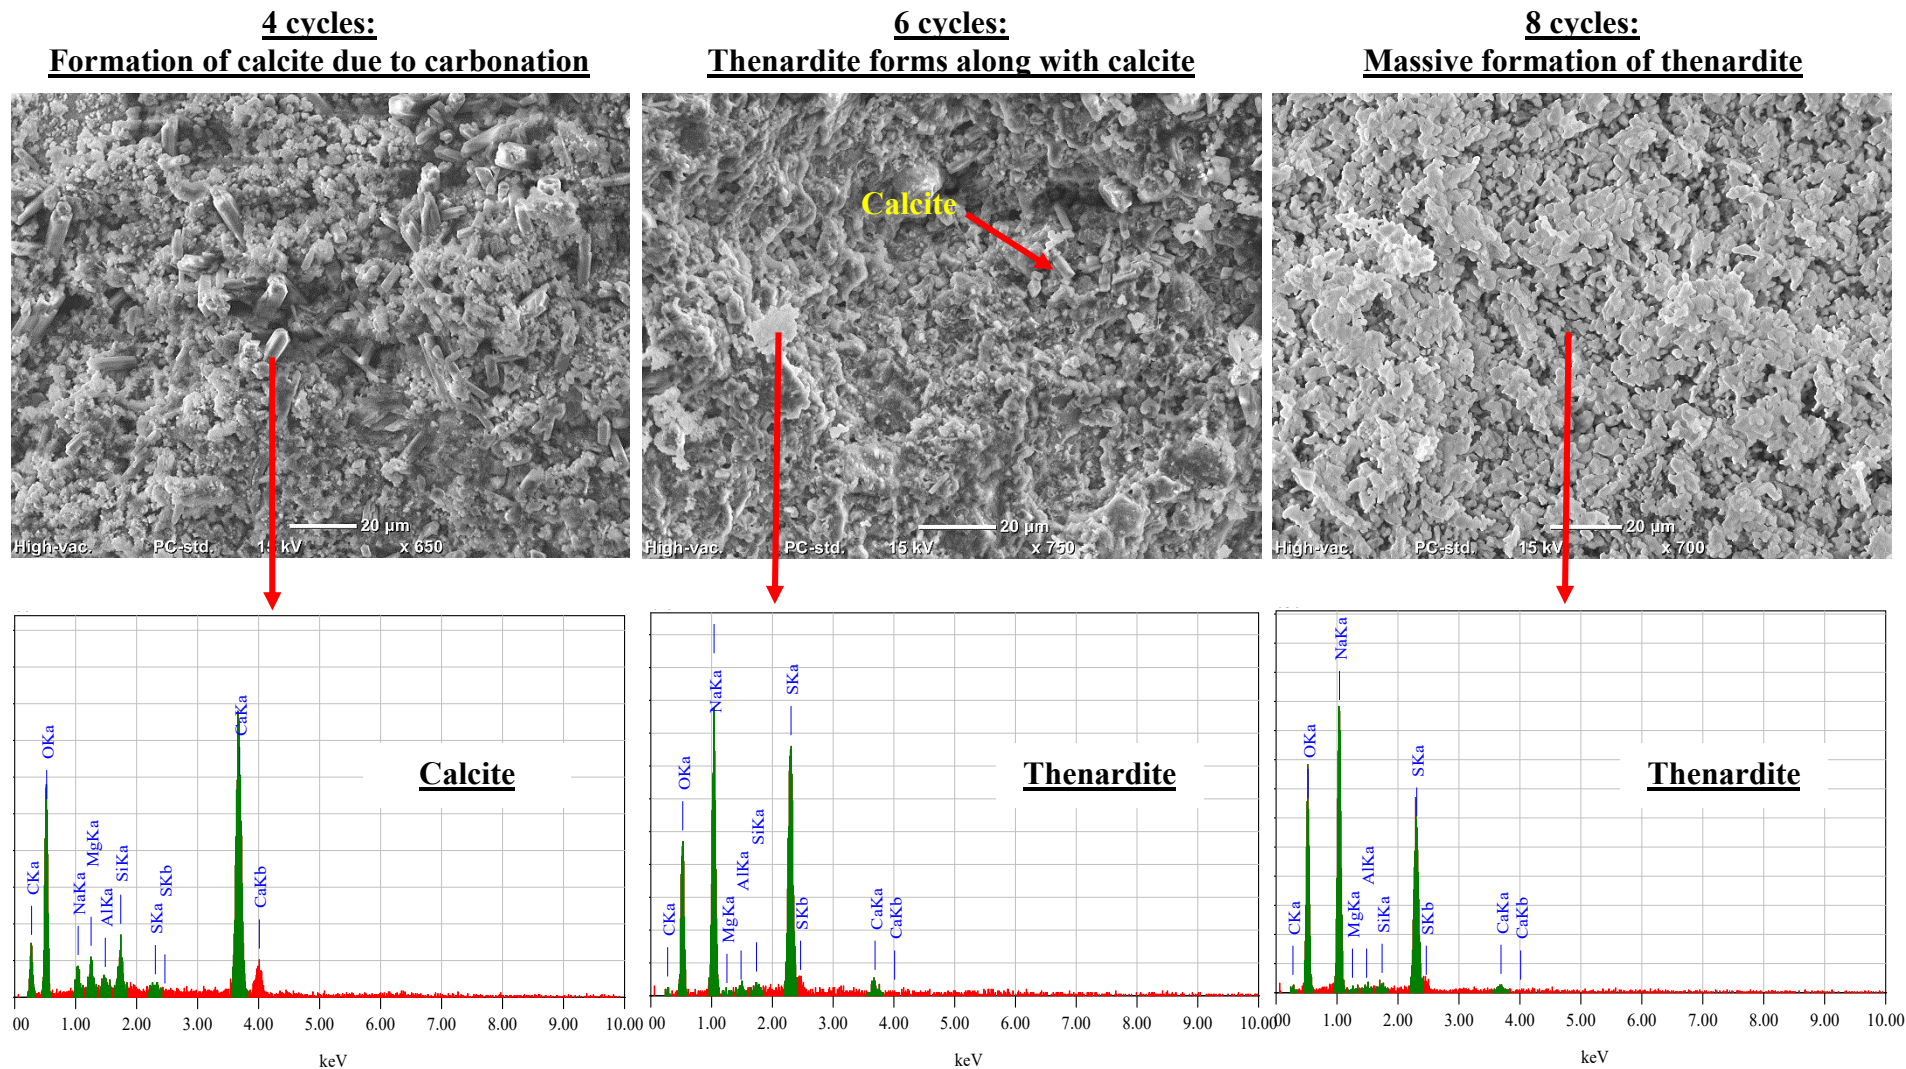 4 cycles:
Formation of calcite due to carbonation
6 cycles:
Thenardite forms along with calcite
8 cycles:
Massive formation of thenardite
Calcite
20 µm
High-vac. PC-std. 15 kV x 650
20 µm
High-vac. PC-std. 15 kV x 750
20 µm
High-vac. PC-std. 15 kV x 700
CKa
OKa
NaKa
MgKa
AlKa
SiKa
SKa
SKb
CaKa
CaKb
Calcite
00 1.00 2.00 3.00 4.00 5.00 6.00 7.00 8.00 9.00 10.00
keV
CKa
OKa
NaKa
MgKa
AlKa
SiKa
SKa
SKb
CaKa
CaKb
Thenardite
00 1.00 2.00 3.00 4.00 5.00 6.00 7.00 8.00 9.00 10.00
keV
CKa
OKa
NaKa
MgKa
AlKa
SiKa
SKa
SKb
CaKa
CaKb
Thenardite
00 1.00 2.00 3.00 4.00 5.00 6.00 7.00 8.00 9.00 10.00
keV